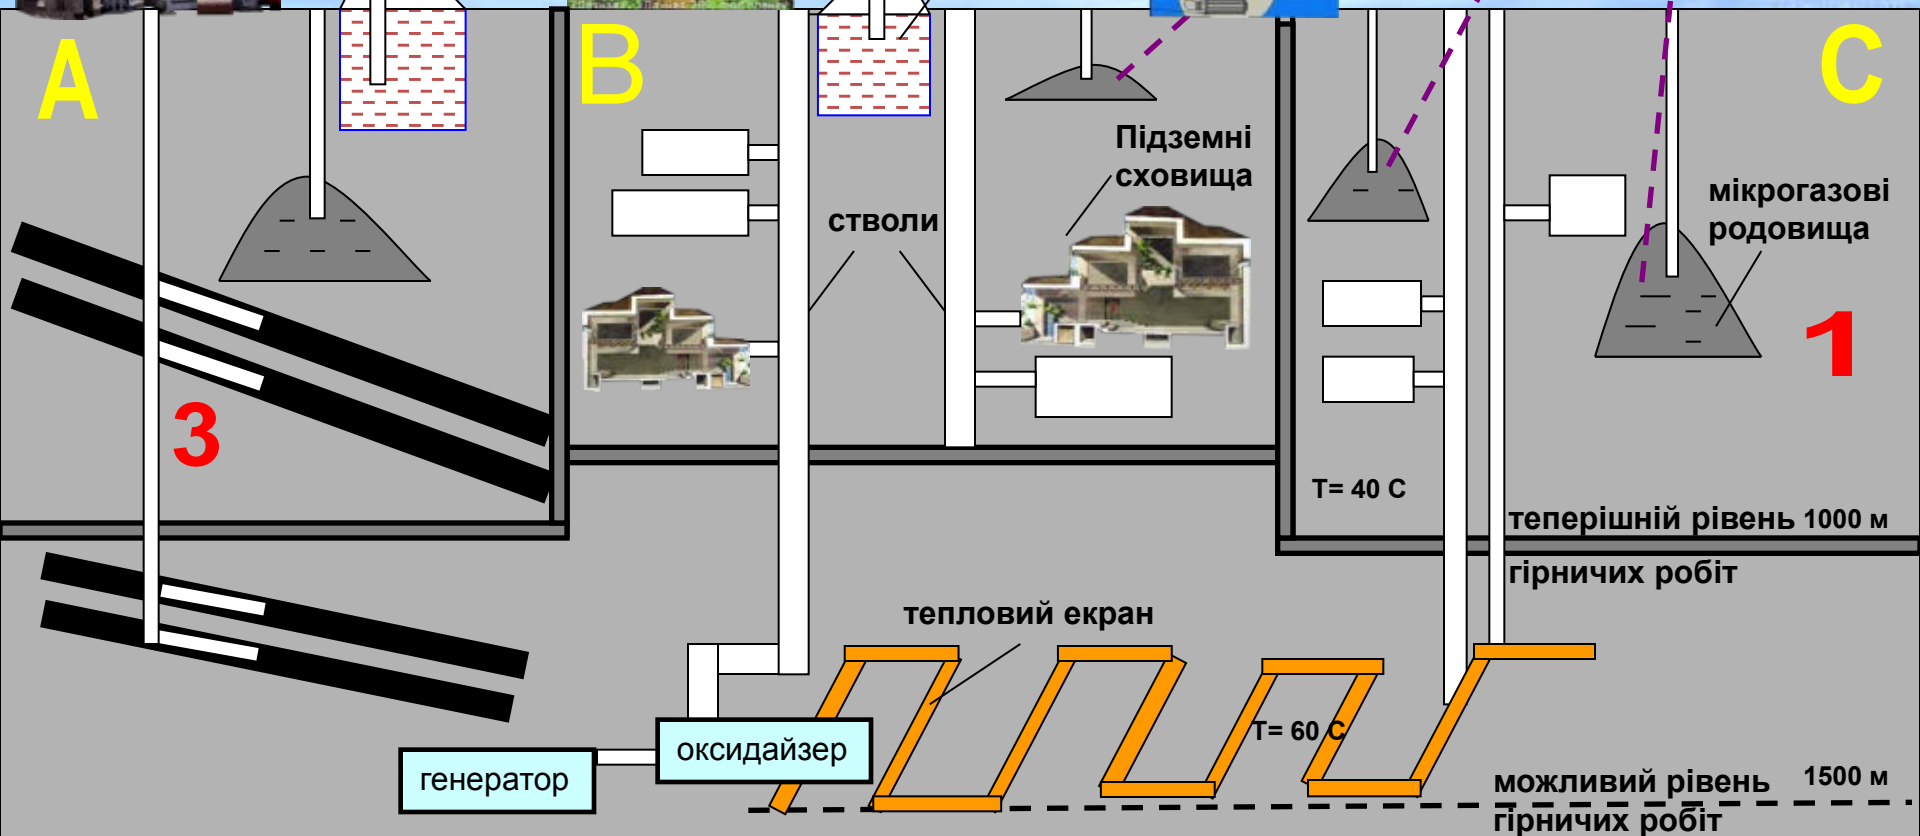 A
B
C
Підземні
сховища
мікрогазові
родовища
стволи
1
3
T= 40 C
теперішній рівень 1000 м
гірничих робіт
тепловий екран
T= 60 C
оксидайзер
генератор
можливий рівень 1500 м
гірничих робіт